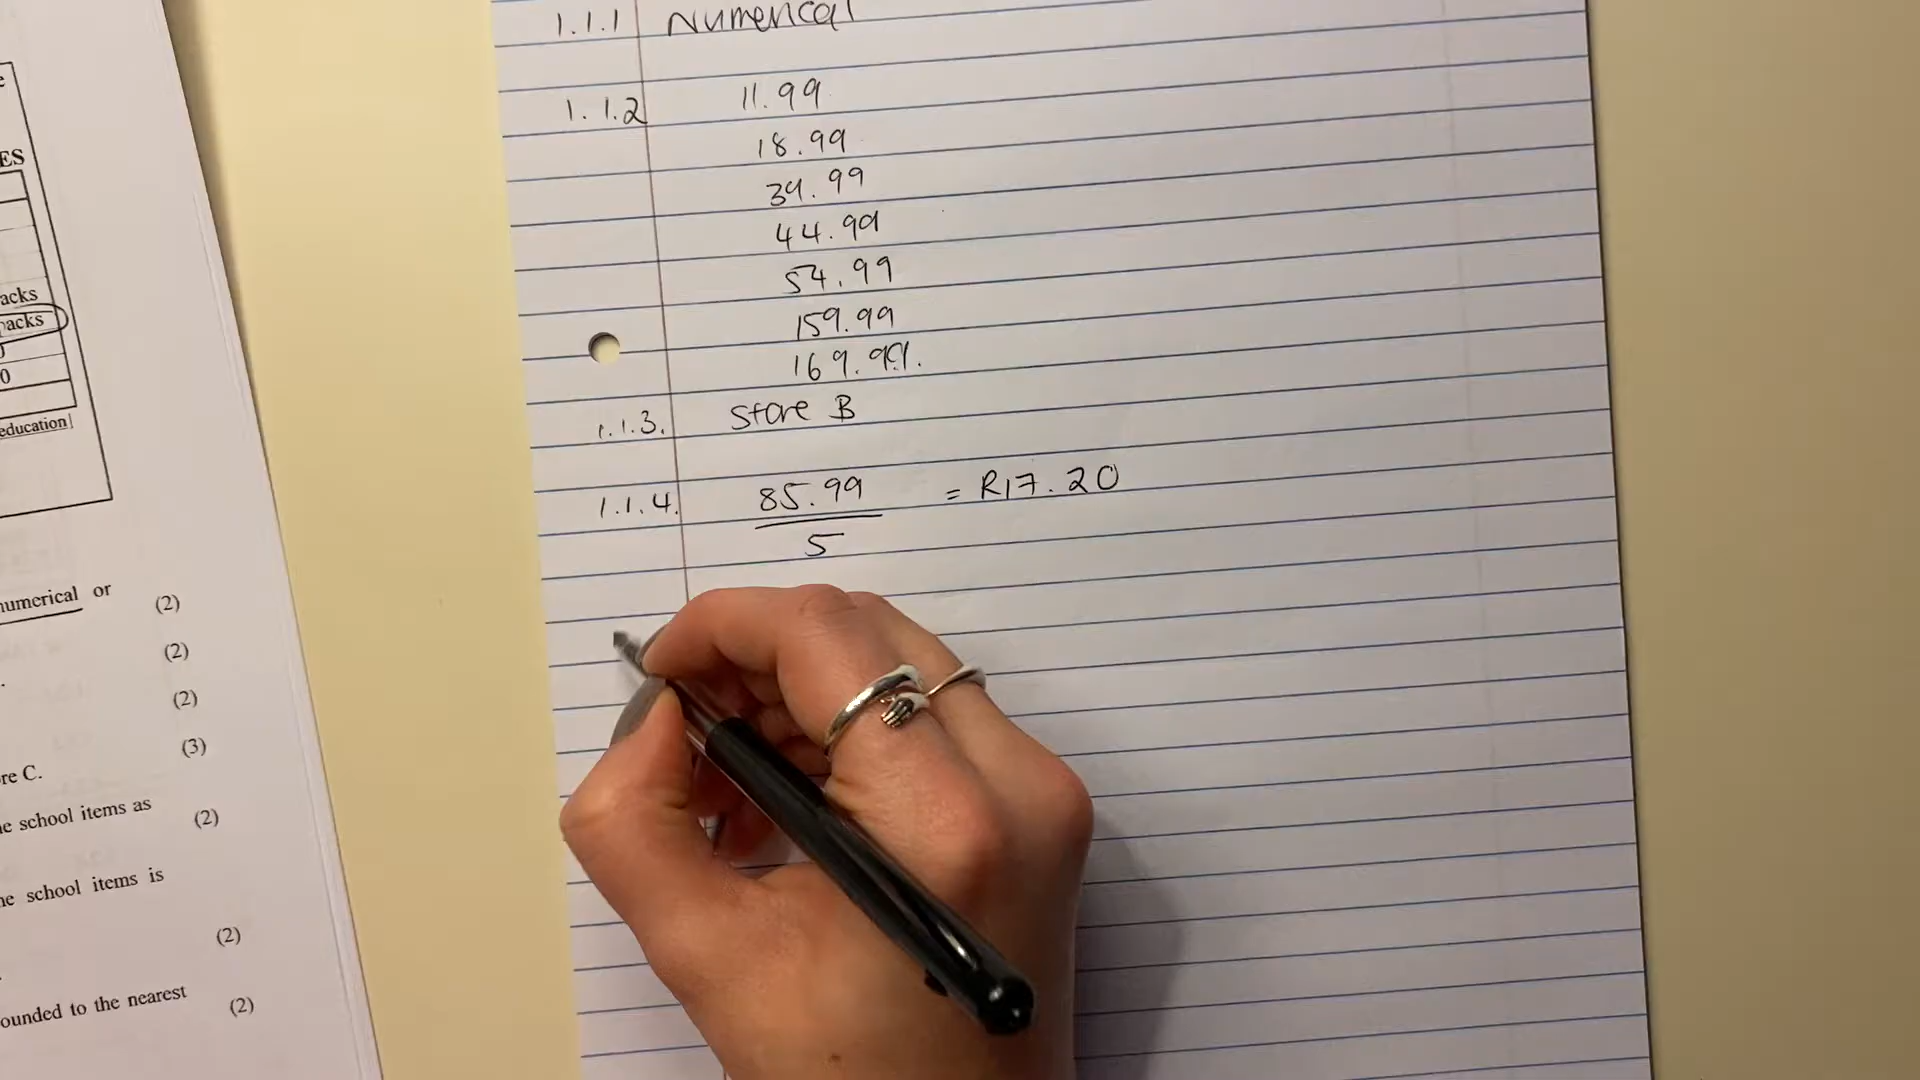 ES
acks
packs
0
education
numerical or
(2)
(2)
(2)
(3)
re C.
e school items as
(2)
e school items is
(2)
ounded to the nearest
(2)
1.1.1 Numerical
1.1.2 11.99
18.99
39.99
44.99
54.99
159.99
169.99.
1.1.3. Store B
1.1.4. 85.99 = R17.20
5